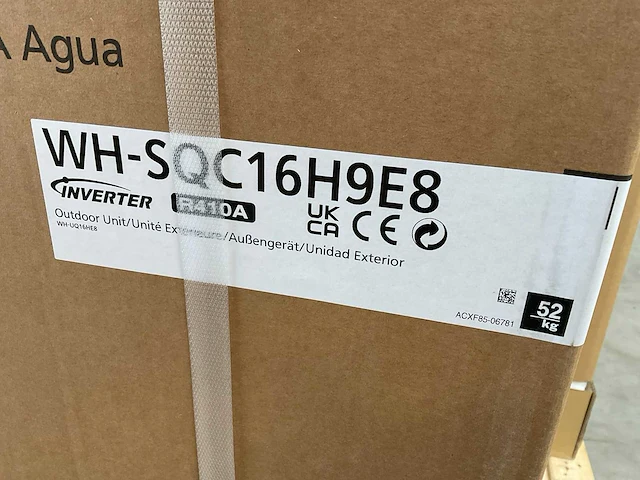 A Agua
WH-SQC16H9E8
INVERTER R410A
UK
CA CE
Outdoor Unit/Unité Exterieure/Außengerät/Unidad Exterior
WH-UQ16HE8
ACXF85-06781
52
kg